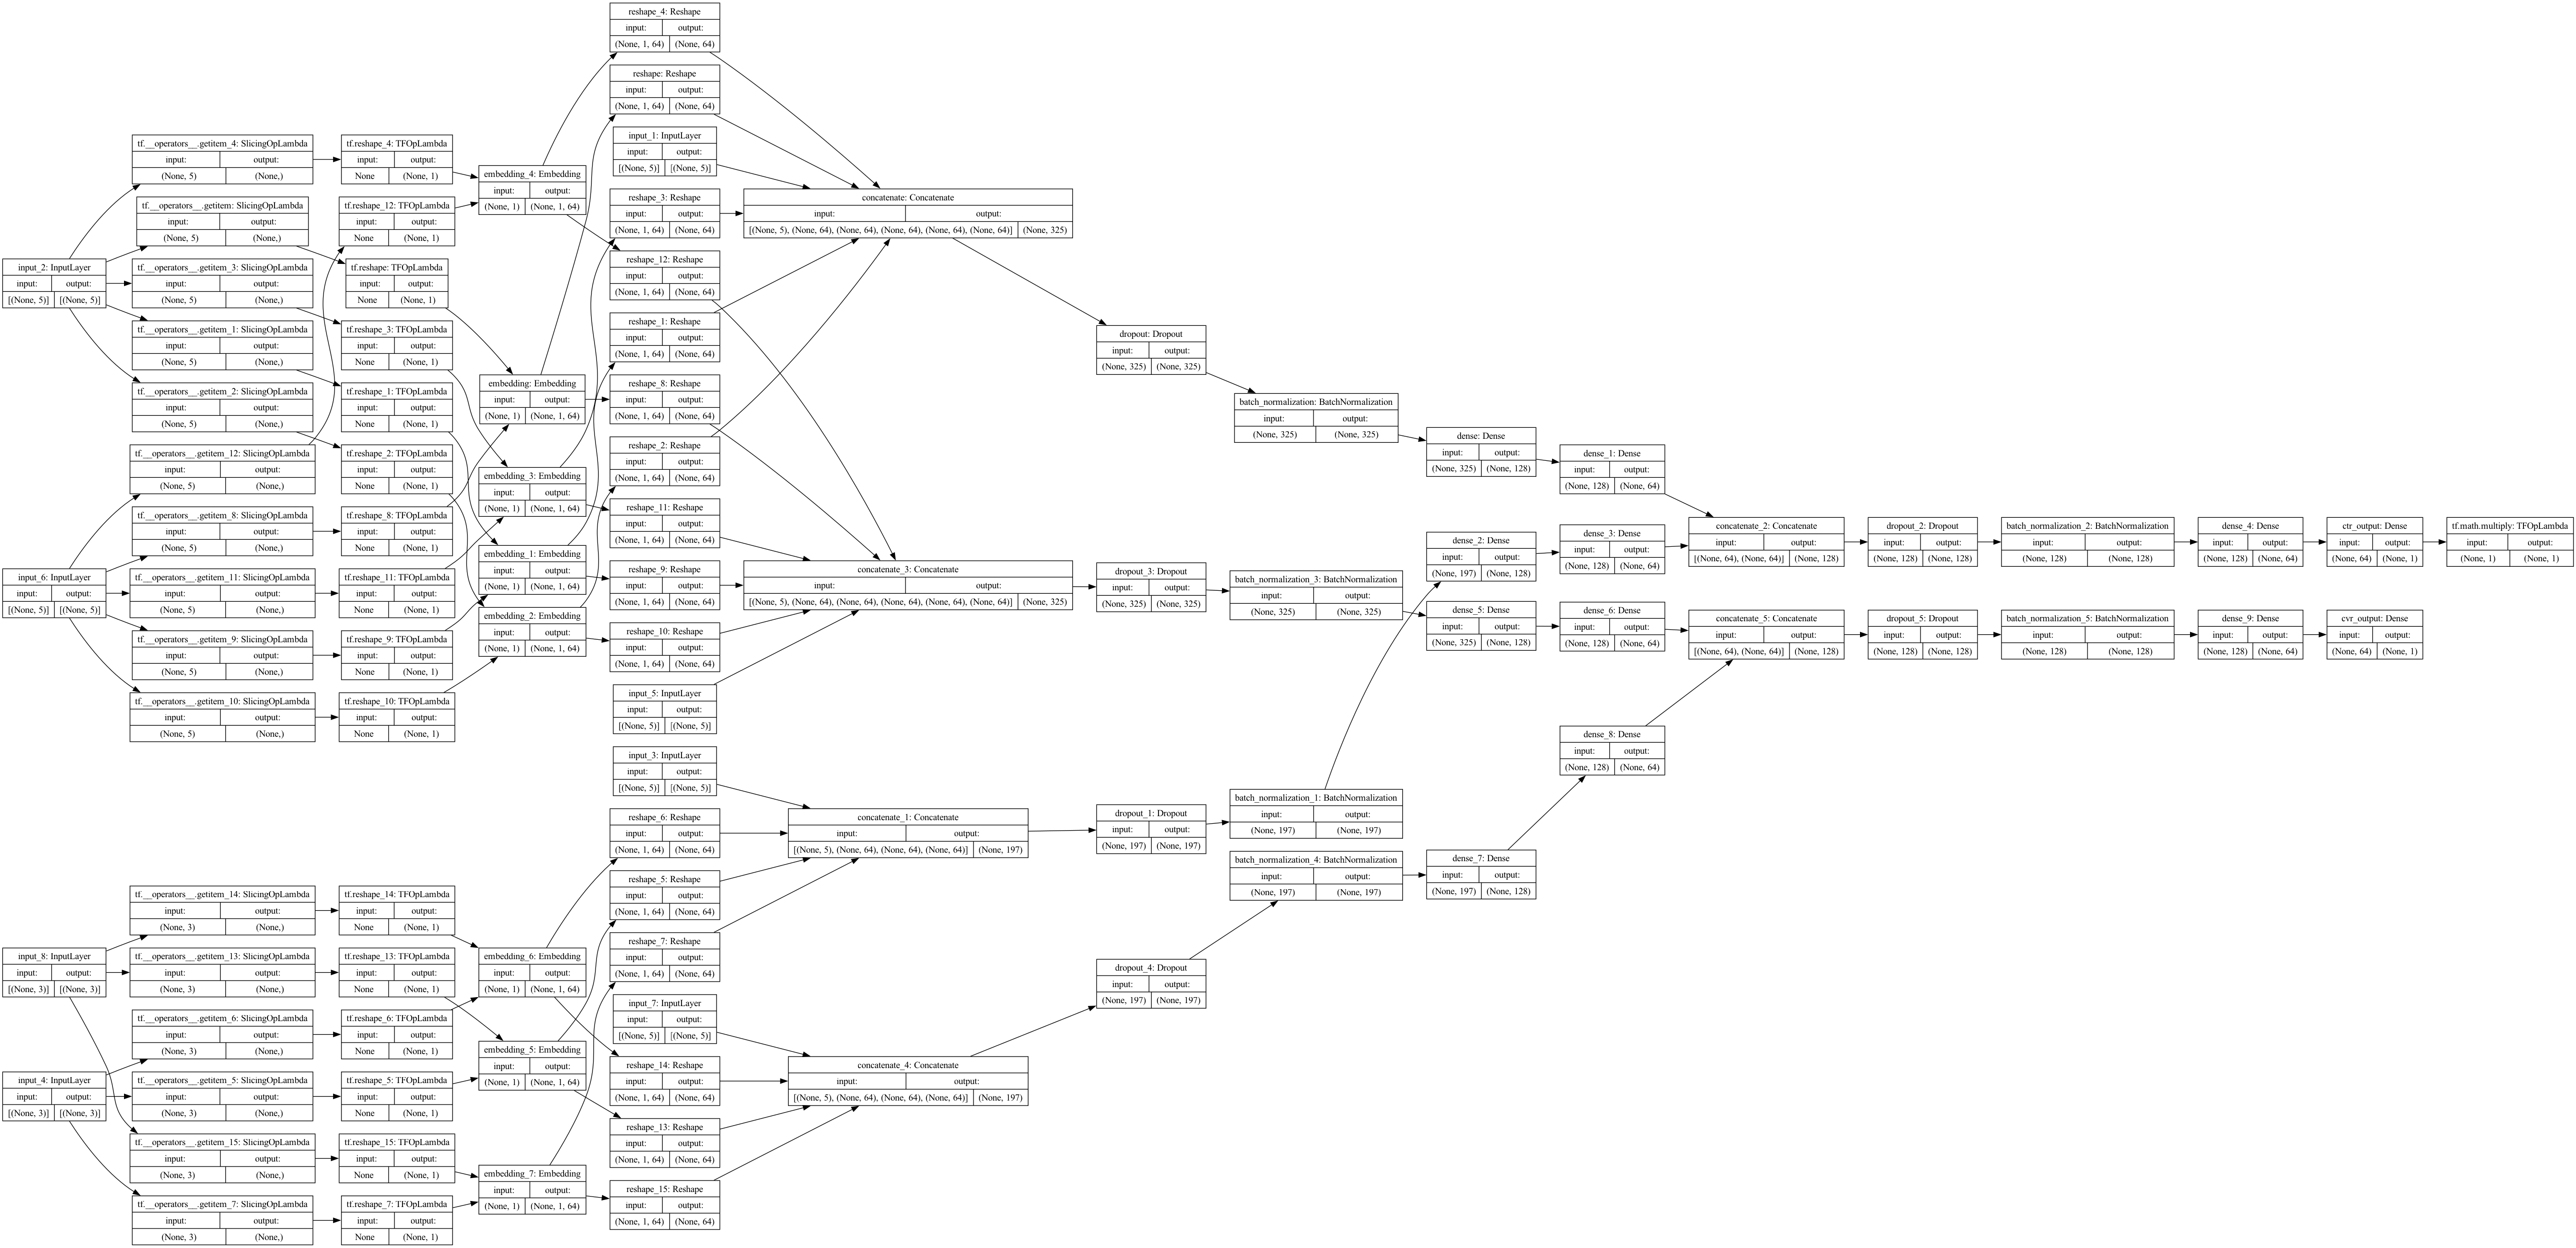 input_2: InputLayer
input: output:
[(None, 5)] [(None, 5)]
input_6: InputLayer
input: output:
[(None, 5)] [(None, 5)]
input_8: InputLayer
input: output:
[(None, 3)] [(None, 3)]
input_4: InputLayer
input: output:
[(None, 3)] [(None, 3)]
tf.__operators__.getitem_4: SlicingOpLambda
input: output:
(None, 5) (None,)
tf.__operators__.getitem: SlicingOpLambda
input: output:
(None, 5) (None,)
tf.__operators__.getitem_3: SlicingOpLambda
input: output:
(None, 5) (None,)
tf.__operators__.getitem_1: SlicingOpLambda
input: output:
(None, 5) (None,)
tf.__operators__.getitem_2: SlicingOpLambda
input: output:
(None, 5) (None,)
tf.__operators__.getitem_12: SlicingOpLambda
input: output:
(None, 5) (None,)
tf.__operators__.getitem_8: SlicingOpLambda
input: output:
(None, 5) (None,)
tf.__operators__.getitem_11: SlicingOpLambda
input: output:
(None, 5) (None,)
tf.__operators__.getitem_9: SlicingOpLambda
input: output:
(None, 5) (None,)
tf.__operators__.getitem_10: SlicingOpLambda
input: output:
(None, 5) (None,)
tf.__operators__.getitem_14: SlicingOpLambda
input: output:
(None, 3) (None,)
tf.__operators__.getitem_13: SlicingOpLambda
input: output:
(None, 3) (None,)
tf.__operators__.getitem_6: SlicingOpLambda
input: output:
(None, 3) (None,)
tf.__operators__.getitem_5: SlicingOpLambda
input: output:
(None, 3) (None,)
tf.__operators__.getitem_15: SlicingOpLambda
input: output:
(None, 3) (None,)
tf.__operators__.getitem_7: SlicingOpLambda
input: output:
(None, 3) (None,)
tf.reshape_4: TFOpLambda
input: output:
None (None, 1)
tf.reshape_12: TFOpLambda
input: output:
None (None, 1)
tf.reshape: TFOpLambda
input: output:
None (None, 1)
tf.reshape_3: TFOpLambda
input: output:
None (None, 1)
tf.reshape_1: TFOpLambda
input: output:
None (None, 1)
tf.reshape_2: TFOpLambda
input: output:
None (None, 1)
tf.reshape_8: TFOpLambda
input: output:
None (None, 1)
tf.reshape_11: TFOpLambda
input: output:
None (None, 1)
tf.reshape_9: TFOpLambda
input: output:
None (None, 1)
tf.reshape_10: TFOpLambda
input: output:
None (None, 1)
tf.reshape_14: TFOpLambda
input: output:
None (None, 1)
tf.reshape_13: TFOpLambda
input: output:
None (None, 1)
tf.reshape_6: TFOpLambda
input: output:
None (None, 1)
tf.reshape_5: TFOpLambda
input: output:
None (None, 1)
tf.reshape_15: TFOpLambda
input: output:
None (None, 1)
tf.reshape_7: TFOpLambda
input: output:
None (None, 1)
embedding_4: Embedding
input: output:
(None, 1) (None, 1, 64)
embedding: Embedding
input: output:
(None, 1) (None, 1, 64)
embedding_3: Embedding
input: output:
(None, 1) (None, 1, 64)
embedding_1: Embedding
input: output:
(None, 1) (None, 1, 64)
embedding_2: Embedding
input: output:
(None, 1) (None, 1, 64)
embedding_6: Embedding
input: output:
(None, 1) (None, 1, 64)
embedding_5: Embedding
input: output:
(None, 1) (None, 1, 64)
embedding_7: Embedding
input: output:
(None, 1) (None, 1, 64)
reshape_4: Reshape
input: output:
(None, 1, 64) (None, 64)
reshape: Reshape
input: output:
(None, 1, 64) (None, 64)
input_1: InputLayer
input: output:
[(None, 5)] [(None, 5)]
reshape_3: Reshape
input: output:
(None, 1, 64) (None, 64)
reshape_12: Reshape
input: output:
(None, 1, 64) (None, 64)
reshape_1: Reshape
input: output:
(None, 1, 64) (None, 64)
reshape_8: Reshape
input: output:
(None, 1, 64) (None, 64)
reshape_2: Reshape
input: output:
(None, 1, 64) (None, 64)
reshape_11: Reshape
input: output:
(None, 1, 64) (None, 64)
reshape_9: Reshape
input: output:
(None, 1, 64) (None, 64)
reshape_10: Reshape
input: output:
(None, 1, 64) (None, 64)
input_5: InputLayer
input: output:
[(None, 5)] [(None, 5)]
input_3: InputLayer
input: output:
[(None, 5)] [(None, 5)]
reshape_6: Reshape
input: output:
(None, 1, 64) (None, 64)
reshape_5: Reshape
input: output:
(None, 1, 64) (None, 64)
reshape_7: Reshape
input: output:
(None, 1, 64) (None, 64)
input_7: InputLayer
input: output:
[(None, 5)] [(None, 5)]
reshape_14: Reshape
input: output:
(None, 1, 64) (None, 64)
reshape_13: Reshape
input: output:
(None, 1, 64) (None, 64)
reshape_15: Reshape
input: output:
(None, 1, 64) (None, 64)
concatenate: Concatenate
input: output:
[(None, 5), (None, 64), (None, 64), (None, 64), (None, 64), (None, 64)] (None, 325)
concatenate_3: Concatenate
input: output:
[(None, 5), (None, 64), (None, 64), (None, 64), (None, 64), (None, 64)] (None, 325)
concatenate_1: Concatenate
input: output:
[(None, 5), (None, 64), (None, 64), (None, 64)] (None, 197)
concatenate_4: Concatenate
input: output:
[(None, 5), (None, 64), (None, 64), (None, 64)] (None, 197)
dropout: Dropout
input: output:
(None, 325) (None, 325)
dropout_3: Dropout
input: output:
(None, 325) (None, 325)
dropout_1: Dropout
input: output:
(None, 197) (None, 197)
dropout_4: Dropout
input: output:
(None, 197) (None, 197)
batch_normalization: BatchNormalization
input: output:
(None, 325) (None, 325)
batch_normalization_3: BatchNormalization
input: output:
(None, 325) (None, 325)
batch_normalization_1: BatchNormalization
input: output:
(None, 197) (None, 197)
batch_normalization_4: BatchNormalization
input: output:
(None, 197) (None, 197)
dense: Dense
input: output:
(None, 325) (None, 128)
dense_2: Dense
input: output:
(None, 197) (None, 128)
dense_5: Dense
input: output:
(None, 325) (None, 128)
dense_7: Dense
input: output:
(None, 197) (None, 128)
dense_1: Dense
input: output:
(None, 128) (None, 64)
dense_3: Dense
input: output:
(None, 128) (None, 64)
dense_6: Dense
input: output:
(None, 128) (None, 64)
dense_8: Dense
input: output:
(None, 128) (None, 64)
concatenate_2: Concatenate
input: output:
[(None, 64), (None, 64)] (None, 128)
concatenate_5: Concatenate
input: output:
[(None, 64), (None, 64)] (None, 128)
dropout_2: Dropout
input: output:
(None, 128) (None, 128)
dropout_5: Dropout
input: output:
(None, 128) (None, 128)
batch_normalization_2: BatchNormalization
input: output:
(None, 128) (None, 128)
batch_normalization_5: BatchNormalization
input: output:
(None, 128) (None, 128)
dense_4: Dense
input: output:
(None, 128) (None, 64)
dense_9: Dense
input: output:
(None, 128) (None, 64)
ctr_output: Dense
input: output:
(None, 64) (None, 1)
cvr_output: Dense
input: output:
(None, 64) (None, 1)
tf.math.multiply: TFOpLambda
input: output:
(None, 1) (None, 1)